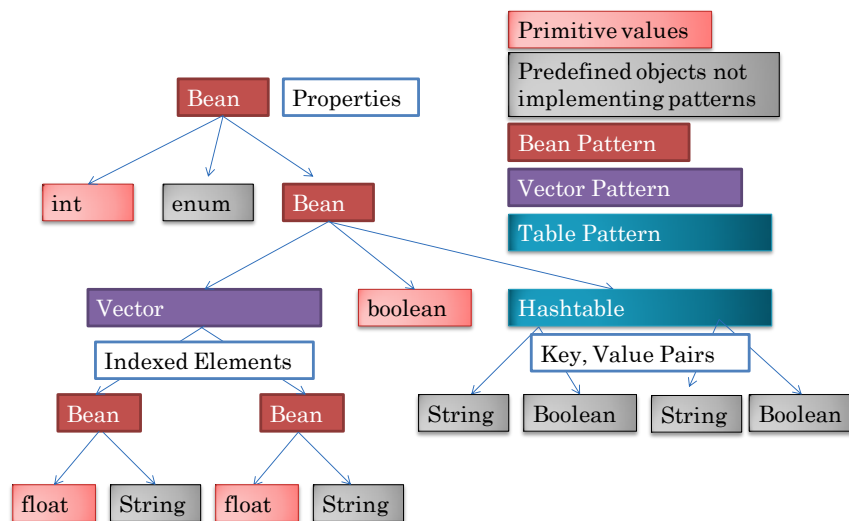 Primitive values
Predefined objects not
implementing patterns
Bean
Properties
Bean Pattern
int
enum
Bean
Vector Pattern
Table Pattern
Vector
boolean
Hashtable
Indexed Elements
Key, Value Pairs
Bean
Bean
String
Boolean
String
Boolean
float
String
float
String